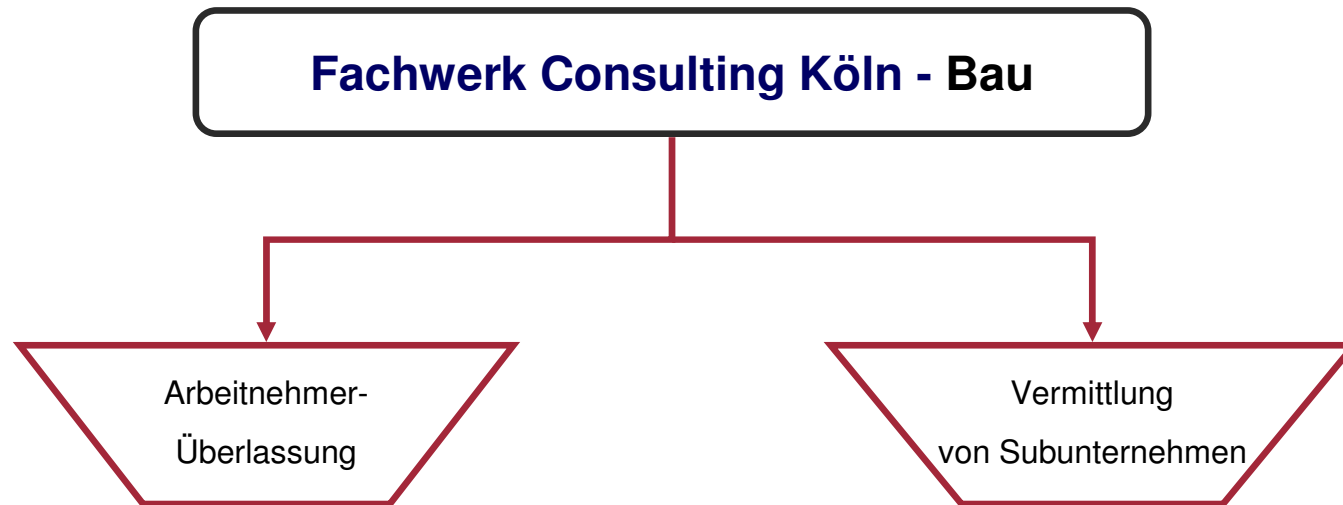 Fachwerk Consulting Köln - Bau
Arbeitnehmer-
Überlassung
Vermittlung
von Subunternehmen